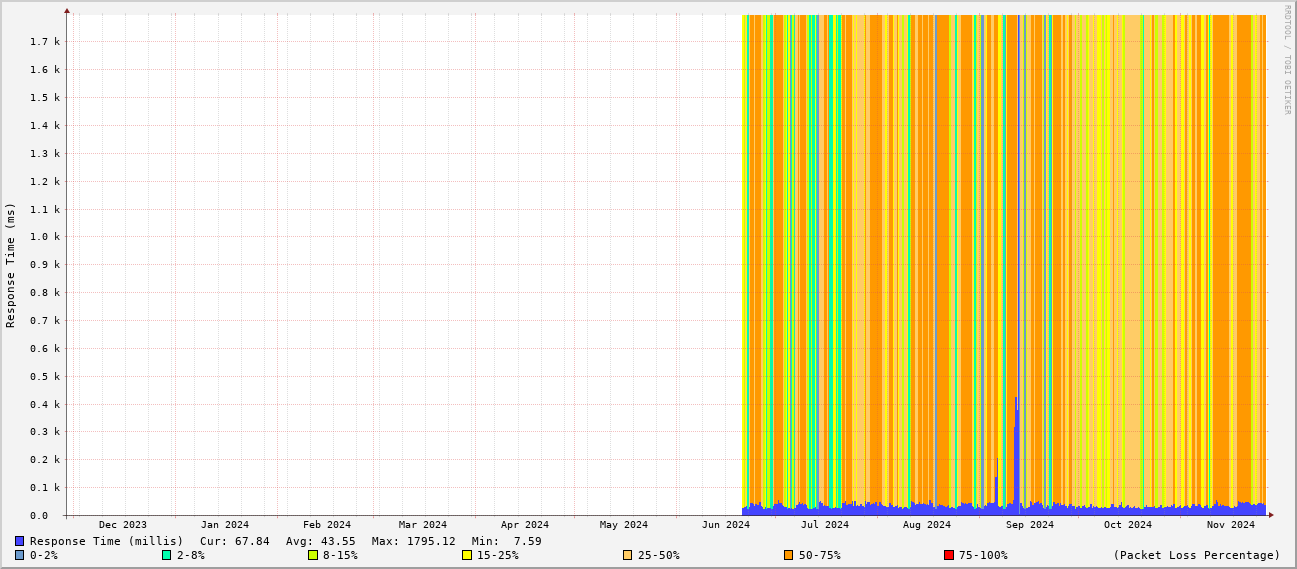 RRDTOOL / TOBI OETIKER
Response Time (ms)
1.7 k
1.6 k
1.5 k
1.4 k
1.3 k
1.2 k
1.1 k
1.0 k
0.9 k
0.8 k
0.7 k
0.6 k
0.5 k
0.4 k
0.3 k
0.2 k
0.1 k
0.0
Dec 2023 Jan 2024 Feb 2024 Mar 2024 Apr 2024 May 2024 Jun 2024 Jul 2024 Aug 2024 Sep 2024 Oct 2024 Nov 2024
Response Time (millis) Cur: 67.84 Avg: 43.55 Max: 1795.12 Min: 7.59
0-2% 2-8% 8-15% 15-25% 25-50% 50-75% 75-100% (Packet Loss Percentage)